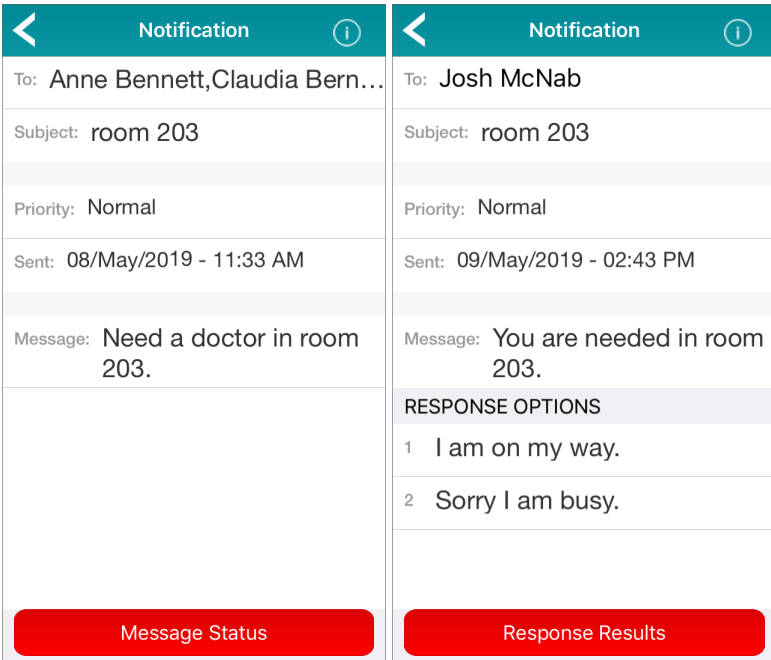 Notification
To: Anne Bennett,Claudia Bern...
Subject: room 203
Priority: Normal
Sent: 08/May/2019 - 11:33 AM
Message: Need a doctor in room
203.
Message Status
Notification
To: Josh McNab
Subject: room 203
Priority: Normal
Sent: 09/May/2019 - 02:43 PM
Message: You are needed in room
203.
RESPONSE OPTIONS
1 I am on my way.
2 Sorry I am busy.
Response Results